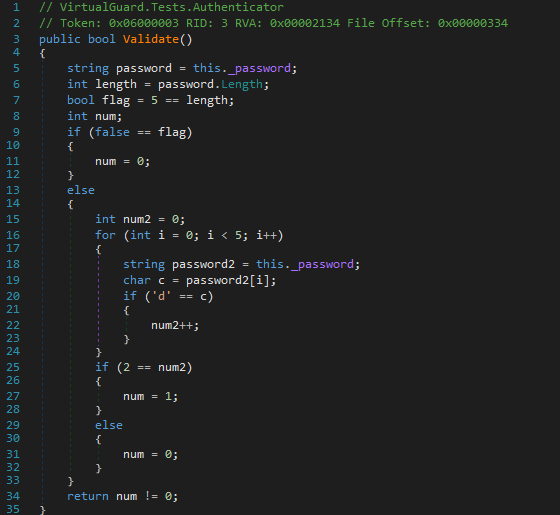 1 // VirtualGuard.Tests.Authenticator
2 // Token: 0x06000003 RID: 3 RVA: 0x00002134 File Offset: 0x00000334
3 public bool Validate()
4 {
5 string password = this._password;
6 int length = password.Length;
7 bool flag = 5 == length;
8 int num;
9 if (false == flag)
10 {
11 num = 0;
12 }
13 else
14 {
15 int num2 = 0;
16 for (int i = 0; i < 5; i++)
17 {
18 string password2 = this._password;
19 char c = password2[i];
20 if ('d' == c)
21 {
22 num2++;
23 }
24 }
25 if (2 == num2)
26 {
27 num = 1;
28 }
29 else
30 {
31 num = 0;
32 }
33 }
34 return num != 0;
35 }